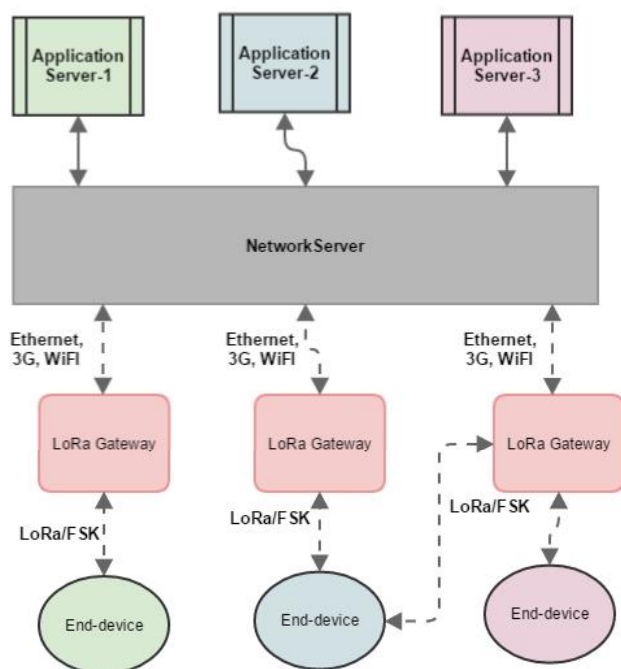 Application
Server-1
Application
Server-2
Application
Server-3
NetworkServer
Ethernet,
3G, WiFI
Ethernet,
3G, WiFI
Ethernet,
3G, WiFI
LoRa Gateway
LoRa Gateway
LoRa Gateway
LoRa/FSK
LoRa/FSK
LoRa/FSK
End-device
End-device
End-device